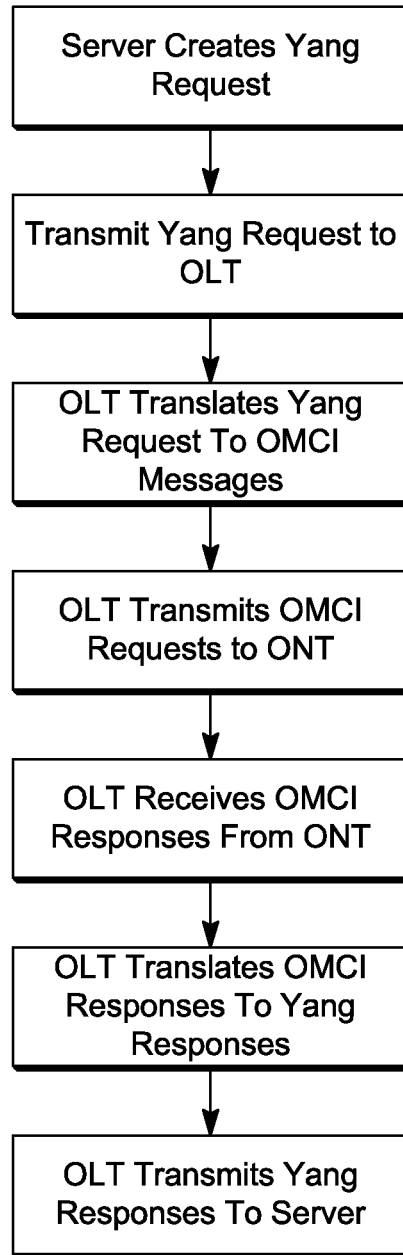 Server Creates Yang
Request
Transmit Yang Request to
OLT
OLT Translates Yang
Request To OMCI
Messages
OLT Transmits OMCI
Requests to ONT
OLT Receives OMCI
Responses From ONT
OLT Translates OMCI
Responses To Yang
Responses
OLT Transmits Yang
Responses To Server